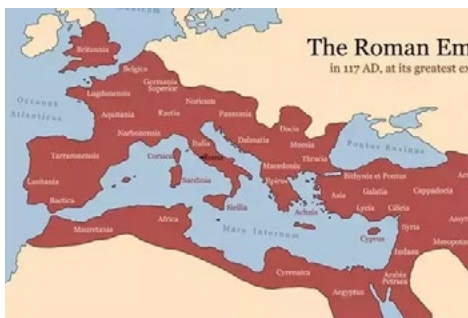 The Roman Em
in 117 AD, at its greatest ex
Britannia
Belgica
Germania
Superior
Lugdunensis
Noricum
Oceanus
Atlanticus
Raetia
Pannonia
Aquitania
Dacia
Narbonensis
Italia
Dalmatia
Moesia
Pontus Euxinus
Tarraconensis
Corsica
Roma
Thracia
Macedonia
Bithynia et Pontus
Sardinia
Epirus
Lusitania
Asia
Galatia
Cappadocia
Baetica
Sicilia
Achaia
Lycia
Cilicia
Africa
Mauretania
Mare Internum
Cyprus
Syria
Assy
Mesopota
Iudaea
Cyrenaica
Arabia
Petraea
Aegyptus